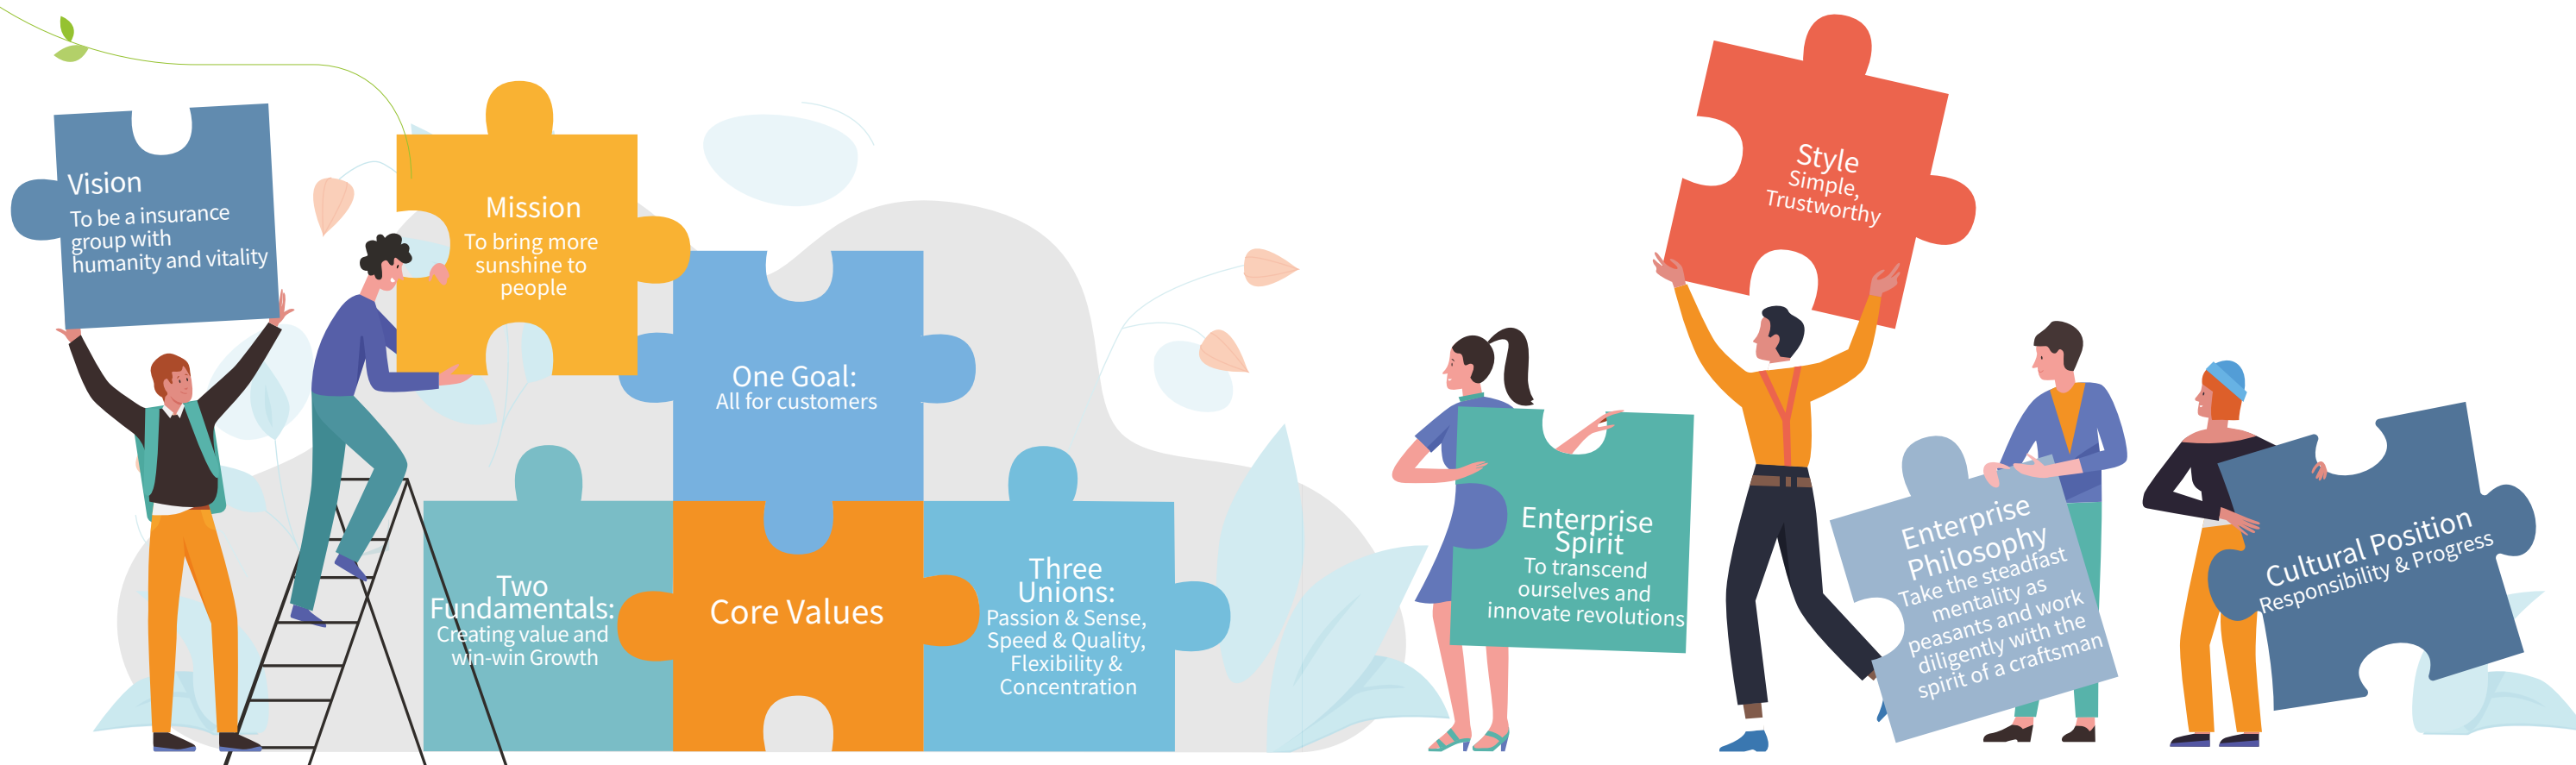 Vision
To be a insurance
group with
humanity and vitality
Mission
To bring more
sunshine to
people
One Goal:
All for customers
Two
Fundamentals:
Creating value and
win-win Growth
Core Values
Three
Unions:
Passion & Sense,
Speed & Quality,
Flexibility &
Concentration
Enterprise
Spirit
To transcend
ourselves and
innovate revolutions
Style
Simple,
Trustworthy
Enterprise
Philosophy
Take the steadfast
mentality as
peasants and work
diligently with the
spirit of a craftsman
Cultural Position
Responsibility & Progress